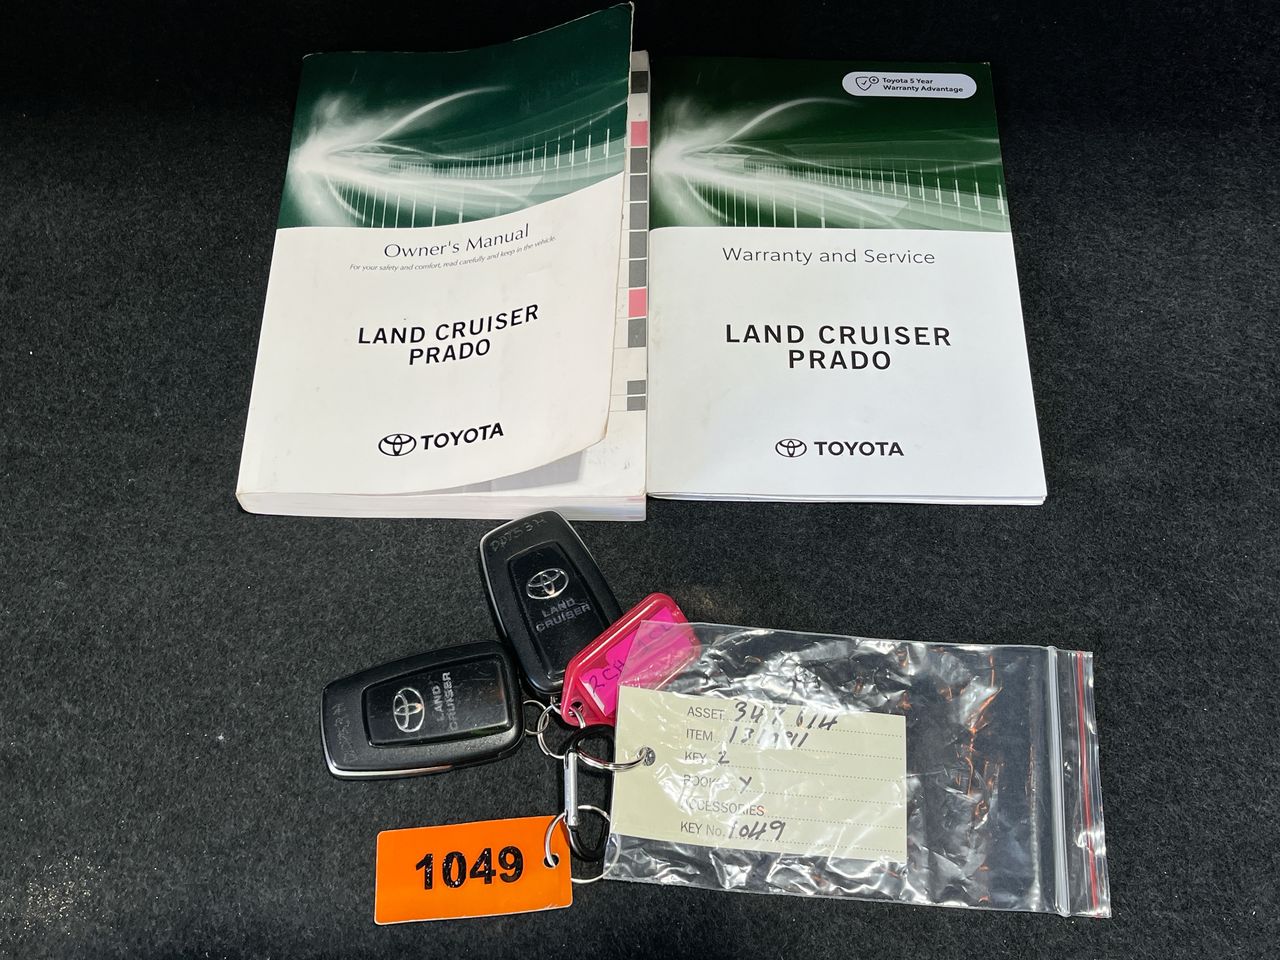 Owner's Manual
For your safety and comfort, read carefully and keep in the vehicle.
LAND CRUISER
PRADO
TOYOTA
Toyota 5 Year
Warranty Advantage
Warranty and Service
LAND CRUISER
PRADO
TOYOTA
LAND
CRUISER
LAND
CRUISER
ASSET 347614
ITEM
KEY 2
BOOK Y
ACCESSORIES
KEY No. 1049
1049